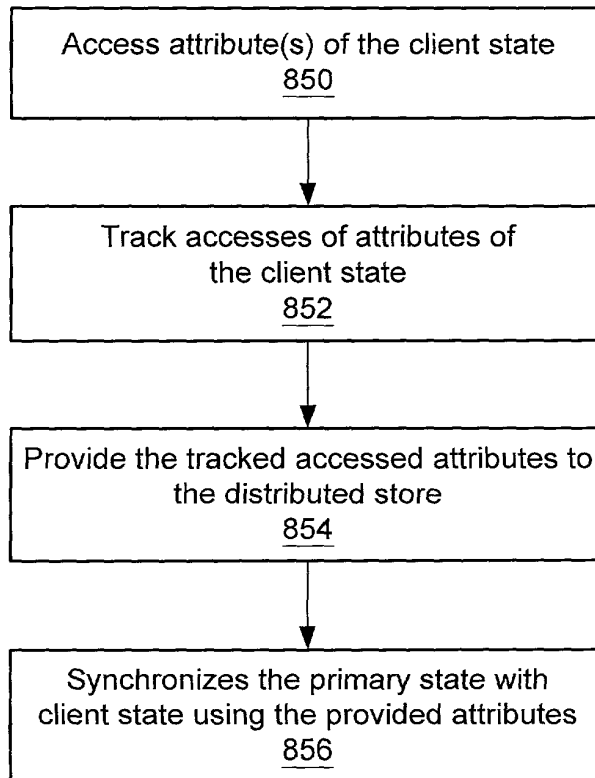 Access attribute(s) of the client state
850
Track accesses of attributes of
the client state
852
Provide the tracked accessed attributes to
the distributed store
854
Synchronizes the primary state with
client state using the provided attributes
856